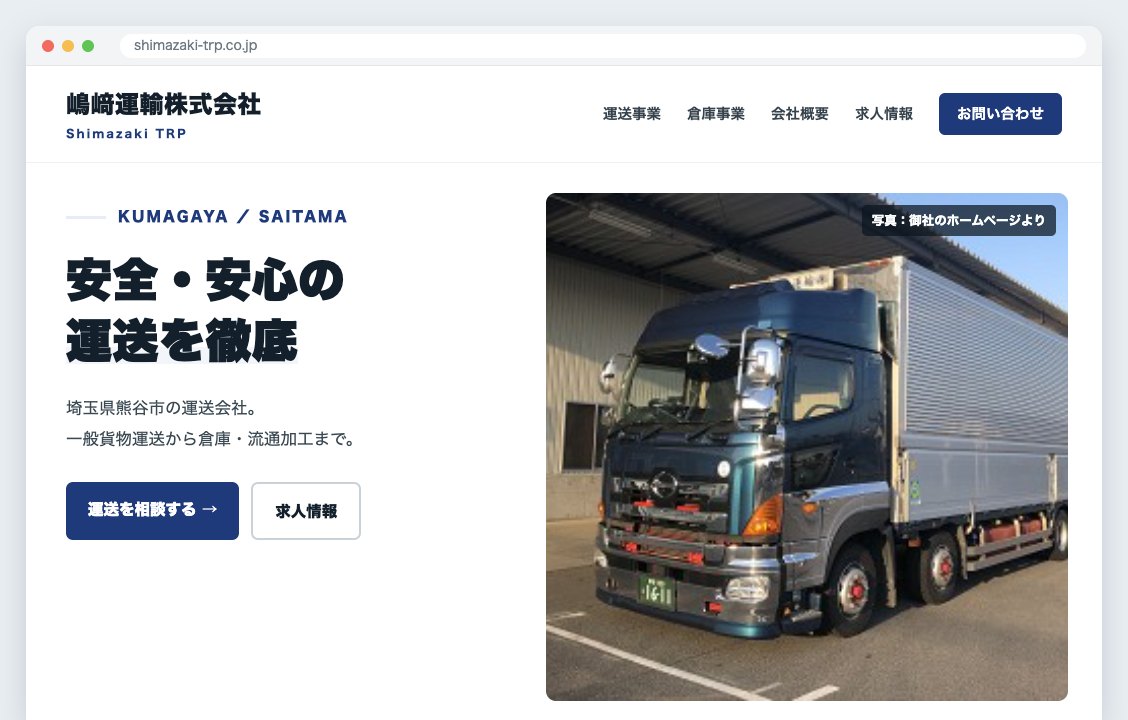 shimazaki-trp.co.jp
嶋﨑運輸株式会社
Shimazaki TRP
運送事業
倉庫事業
会社概要
求人情報
お問い合わせ
KUMAGAYA ／ SAITAMA
安全・安心の
運送を徹底
埼玉県熊谷市の運送会社。
一般貨物運送から倉庫・流通加工まで。
運送を相談する →
求人情報
写真：御社のホームページより